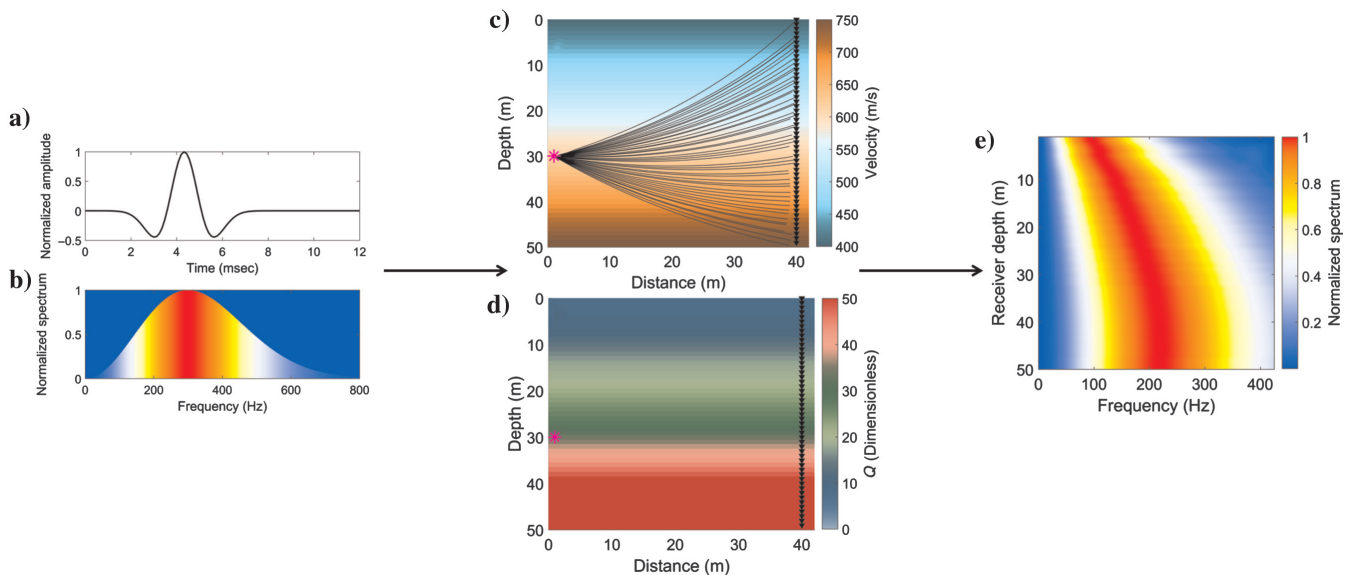 a)
Normalized amplitude
1
0.5
0
−0.5
0 2 4 6 8 10 12
Time (msec)
b)
Normalized spectrum
1
0.5
0
0 200 400 600 800
Frequency (Hz)
c)
Depth (m)
0
10
20
30
40
50
0 10 20 30 40
Distance (m)
750
700
650
600
550
500
450
400
Velocity (m/s)
d)
Depth (m)
0
10
20
30
40
50
0 10 20 30 40
Distance (m)
50
40
30
20
10
0
Q (Dimensionless)
e)
Receiver depth (m)
10
20
30
40
50
0 100 200 300 400
Frequency (Hz)
1
0.8
0.6
0.4
0.2
Normalized spectrum